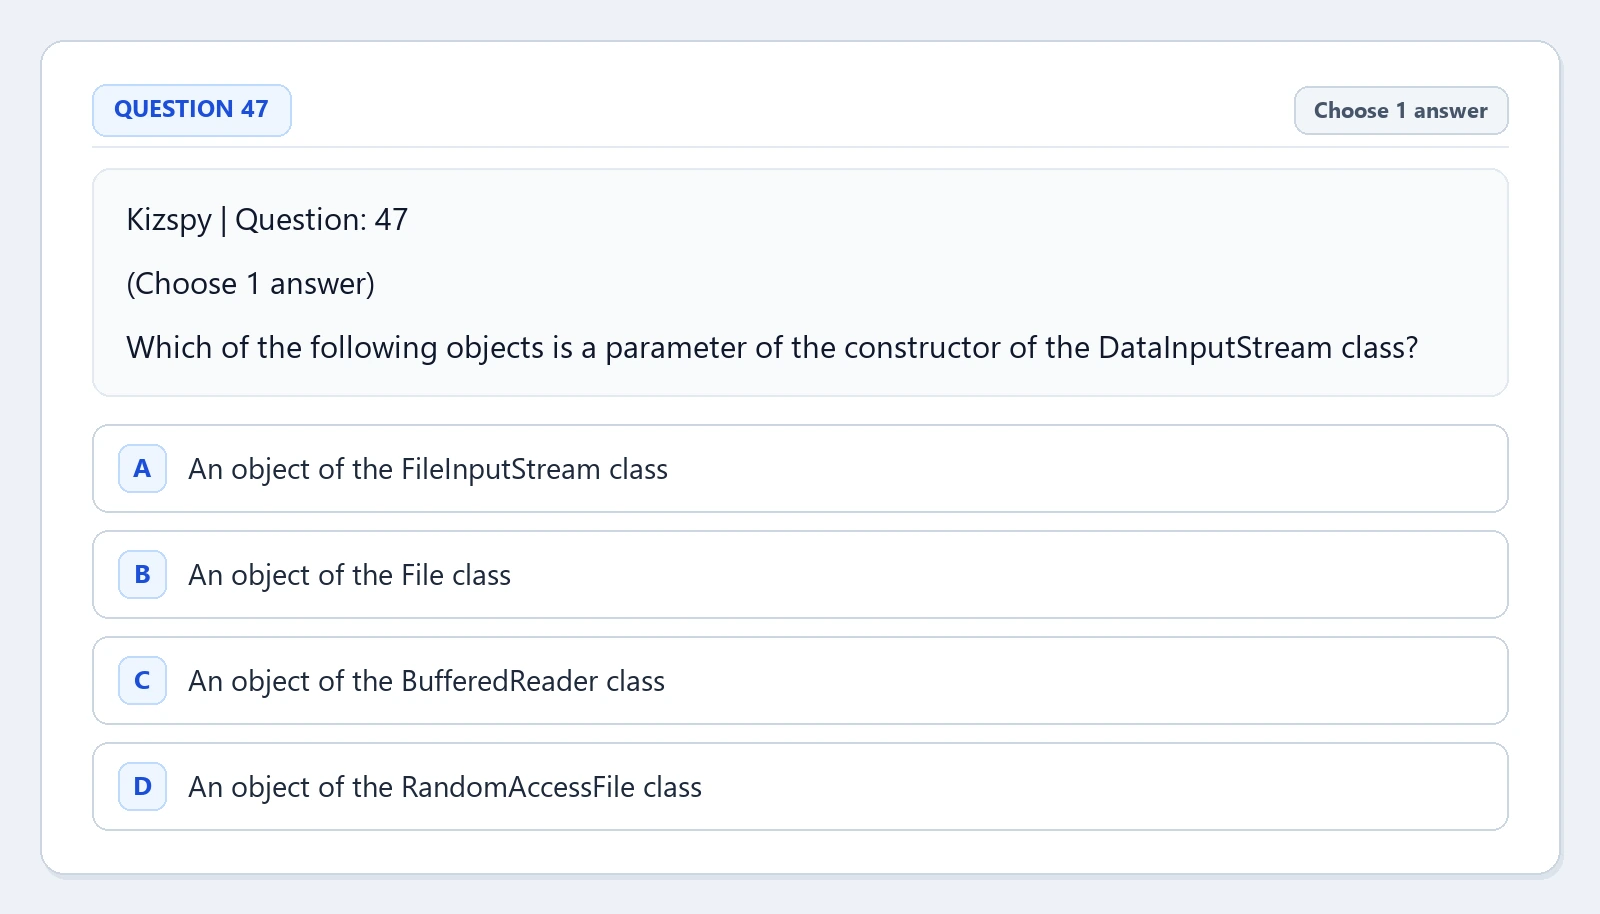 QUESTION 47
Choose 1 answer
Kizspy | Question: 47
(Choose 1 answer)
Which of the following objects is a parameter of the constructor of the DataInputStream class?
A An object of the FileInputStream class
B An object of the File class
C An object of the BufferedReader class
D An object of the RandomAccessFile class